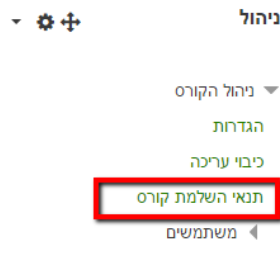 ניהול
ניהול הקורס
הגדרות
כיבוי עריכה
תנאי השלמת קורס
משתמשים